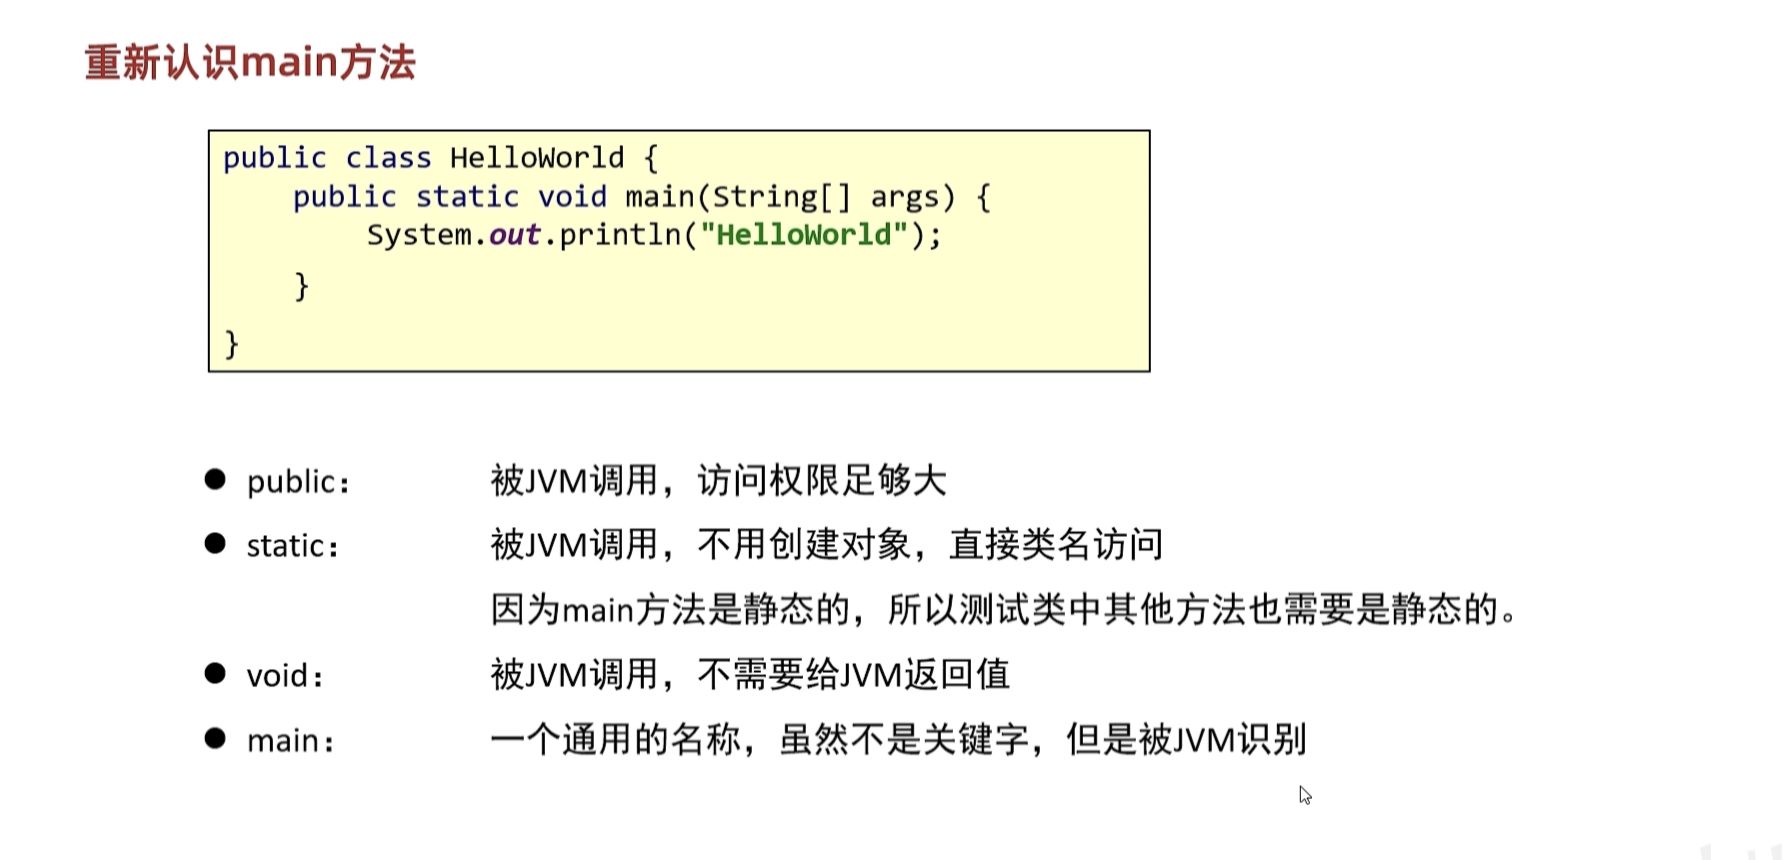 重新认识main方法
public class HelloWorld {
    public static void main(String[] args) {
        System.out.println("HelloWorld");
    }
}
● public： 被JVM调用，访问权限足够大
● static： 被JVM调用，不用创建对象，直接类名访问
因为main方法是静态的，所以测试类中其他方法也需要是静态的。
● void： 被JVM调用，不需要给JVM返回值
● main： 一个通用的名称，虽然不是关键字，但是被JVM识别